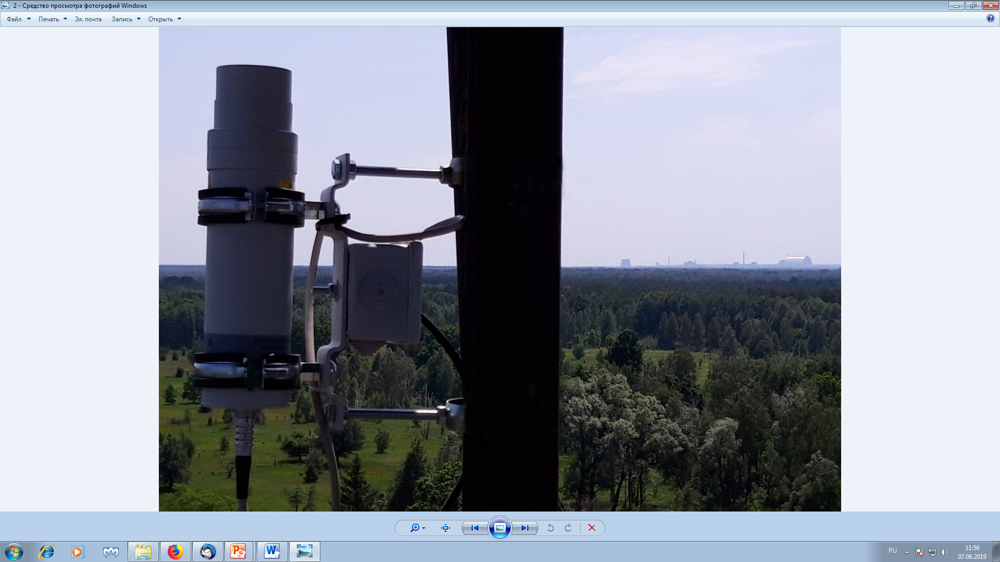 2 - Средство просмотра фотографий Windows
Файл Печать Эл. почта Запись Открыть
RU
11:56
07.06.2019